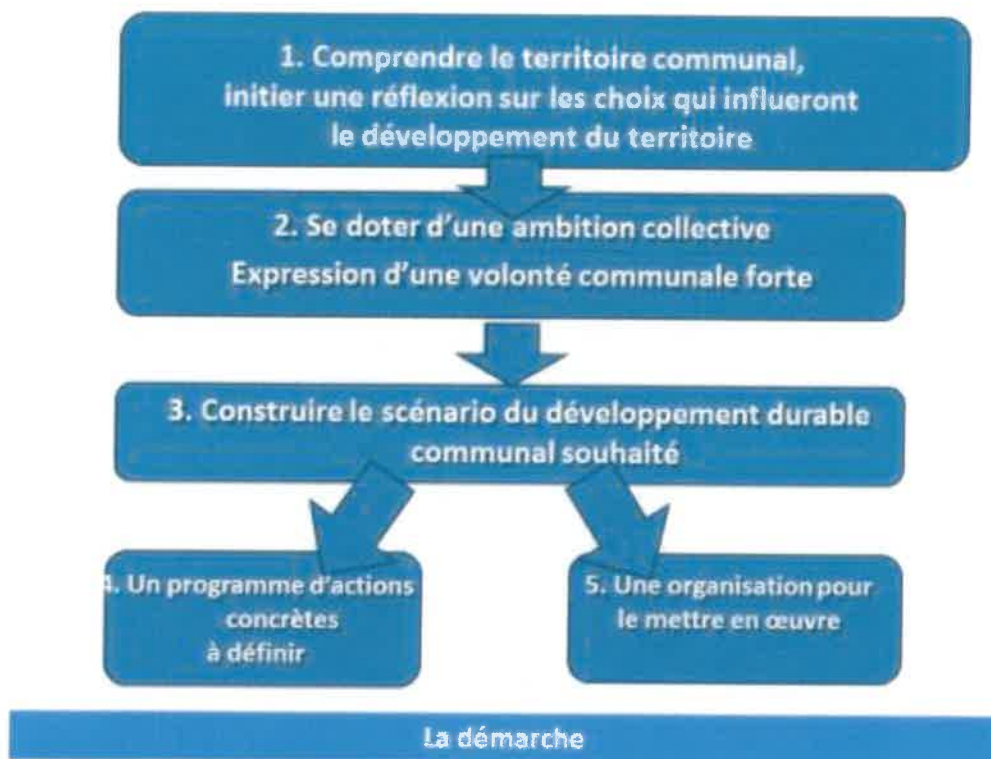 1. Comprendre le territoire communal,
initier une réflexion sur les choix qui influeront
le développement du territoire
2. Se doter d'une ambition collective
Expression d'une volonté communale forte
3. Construire le scénario du développement durable
communal souhaité
4. Un programme d'actions
concrètes
à définir
5. Une organisation pour
le mettre en œuvre
La démarche